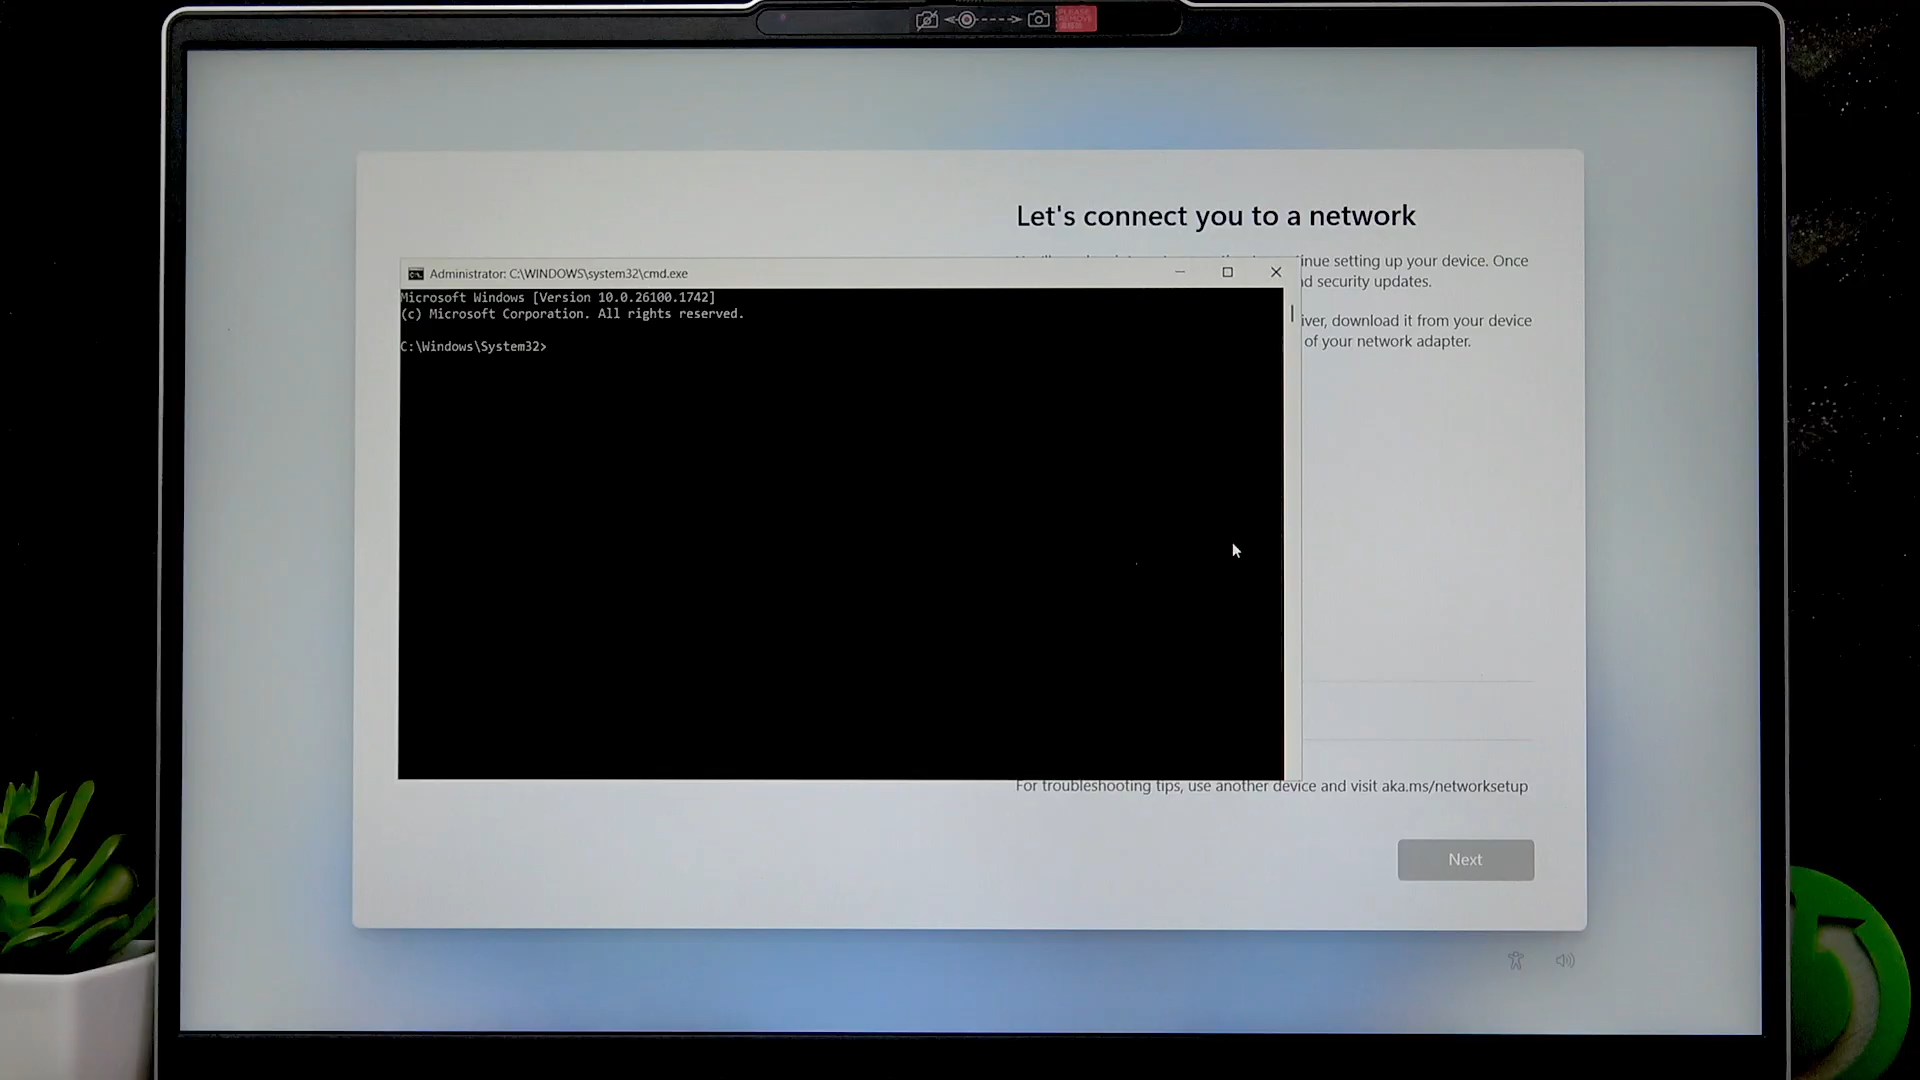 PLEASE
REMOVE
Let's connect you to a network
inue setting up your device. Once
d security updates.
iver, download it from your device
of your network adapter.
Administrator: C:\WINDOWS\system32\cmd.exe
Microsoft Windows [Version 10.0.26100.1742]
(c) Microsoft Corporation. All rights reserved.
C:\Windows\System32>
For troubleshooting tips, use another device and visit aka.ms/networksetup
Next